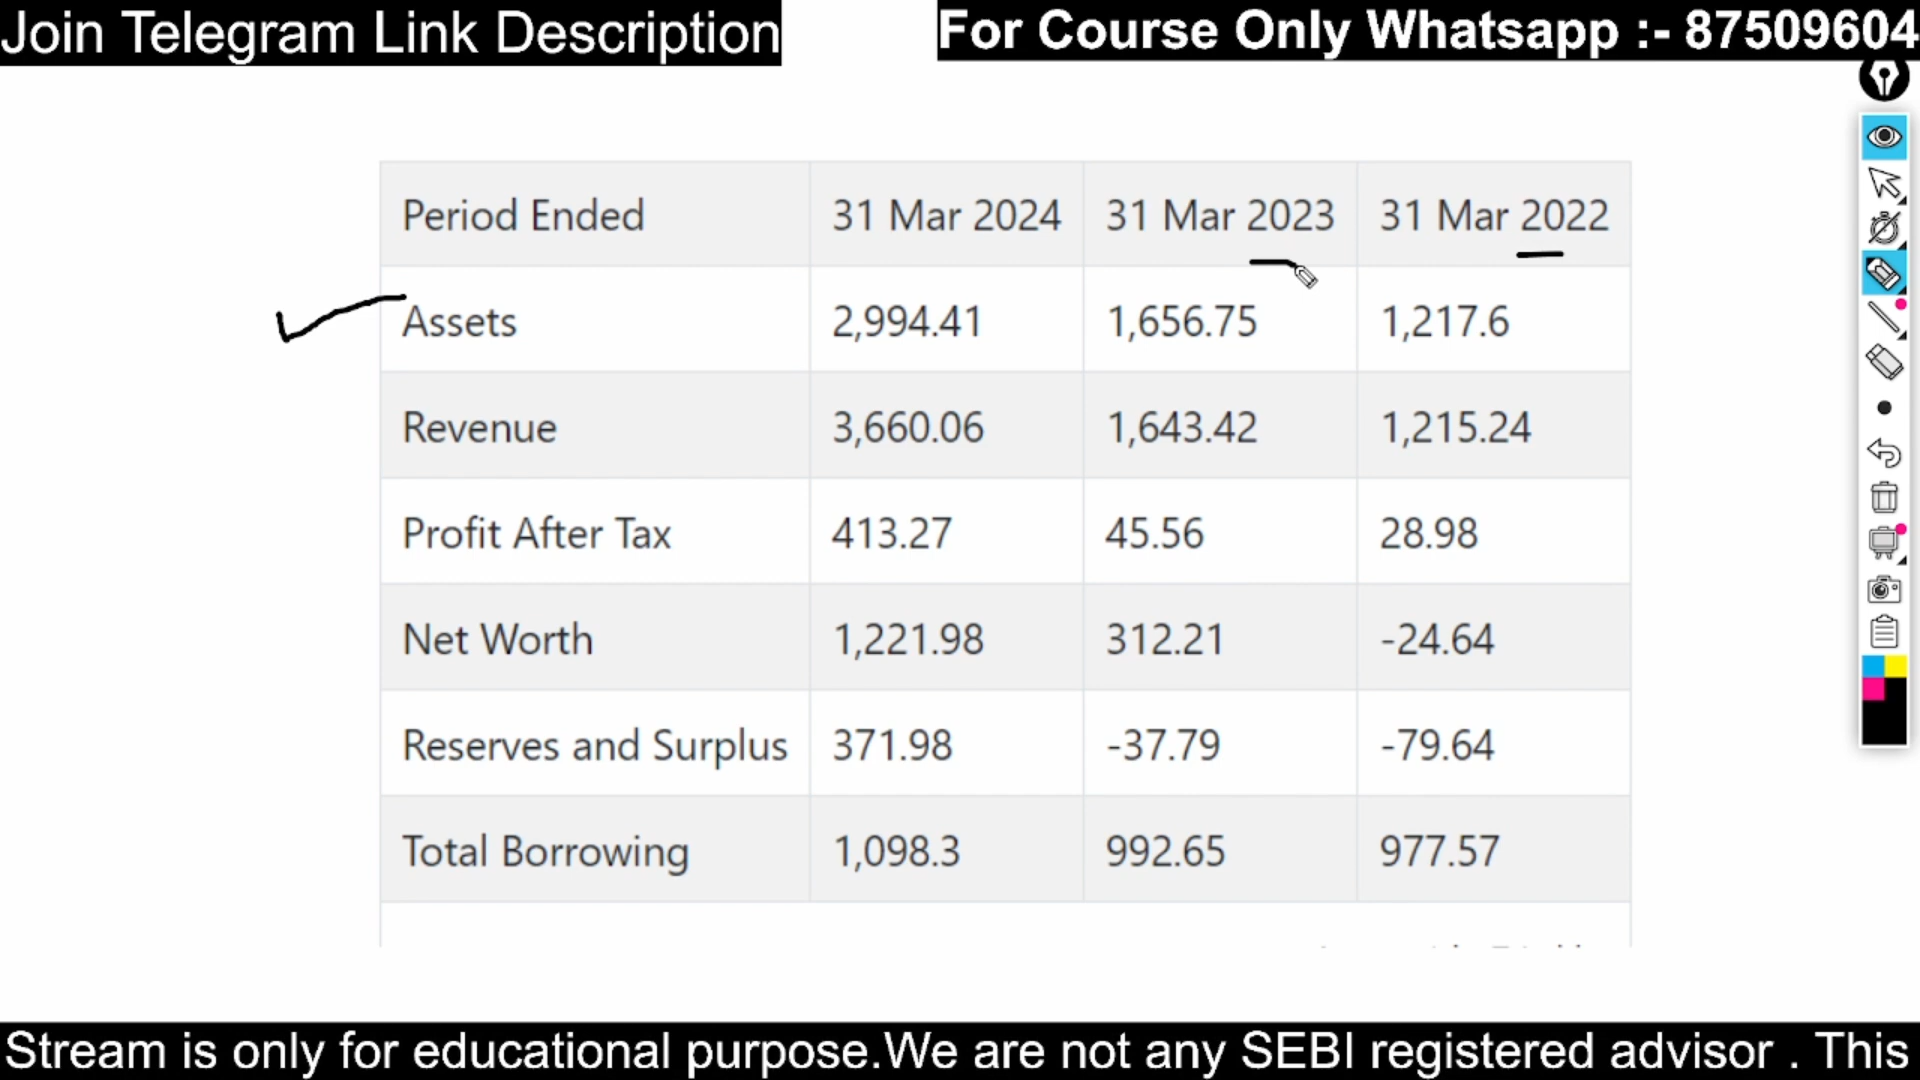 Join Telegram Link Description
For Course Only Whatsapp :- 87509604
Period Ended 31 Mar 2024 31 Mar 2023 31 Mar 2022
Assets 2,994.41 1,656.75 1,217.6
Revenue 3,660.06 1,643.42 1,215.24
Profit After Tax 413.27 45.56 28.98
Net Worth 1,221.98 312.21 -24.64
Reserves and Surplus 371.98 -37.79 -79.64
Total Borrowing 1,098.3 992.65 977.57
Stream is only for educational purpose.We are not any SEBI registered advisor . This